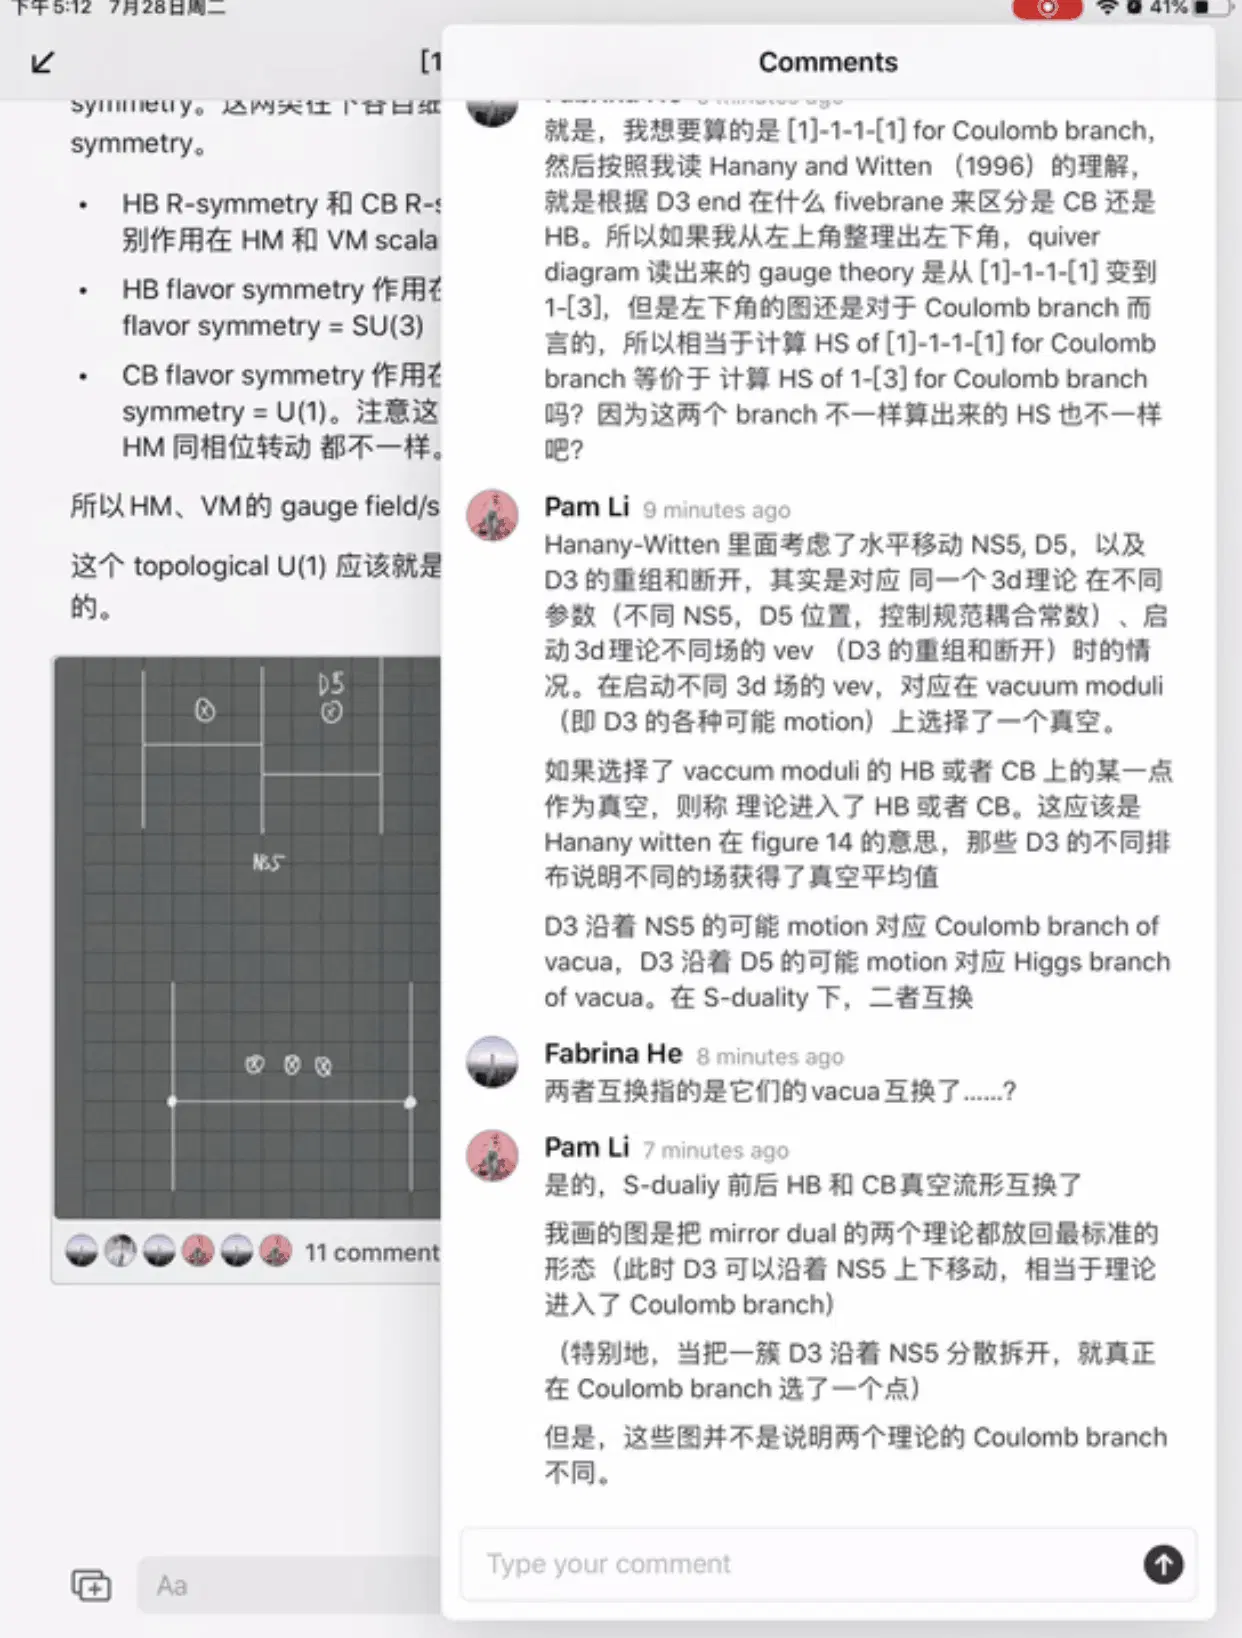 下午5:12 7月28日周二
41%
[1
Comments
symmetry。这两类在下各自细
symmetry。
• HB R-symmetry 和 CB R-s
别作用在 HM 和 VM scala
• HB flavor symmetry 作用在
flavor symmetry = SU(3)
• CB flavor symmetry 作用在
symmetry = U(1)。注意这
HM 同相位转动 都不一样。
所以HM、VM的 gauge field/s
这个 topological U(1) 应该就是
的。
D5
NS5
11 comment
Aa
Fabrina He
就是，我想要算的是 [1]-1-1-[1] for Coulomb branch,
然后按照我读 Hanany and Witten （1996）的理解，
就是根据 D3 end 在什么 fivebrane 来区分是 CB 还是
HB。所以如果我从左上角整理出左下角，quiver
diagram 读出来的 gauge theory 是从 [1]-1-1-[1] 变到
1-[3]，但是左下角的图还是对于 Coulomb branch 而
言的，所以相当于计算 HS of [1]-1-1-[1] for Coulomb
branch 等价于 计算 HS of 1-[3] for Coulomb branch
吗？因为这两个 branch 不一样算出来的 HS 也不一样
吧？
Pam Li 9 minutes ago
Hanany-Witten 里面考虑了水平移动 NS5, D5，以及
D3 的重组和断开，其实是对应 同一个 3d理论 在不同
参数（不同 NS5，D5 位置，控制规范耦合常数）、启
动3d理论不同场的 vev （D3 的重组和断开）时的情
况。在启动不同 3d 场的 vev，对应在 vacuum moduli
（即 D3 的各种可能 motion）上选择了一个真空。
如果选择了 vaccum moduli 的 HB 或者 CB 上的某一点
作为真空，则称 理论进入了 HB 或者 CB。这应该是
Hanany witten 在 figure 14 的意思，那些 D3 的不同排
布说明不同的场获得了真空平均值
D3 沿着 NS5 的可能 motion 对应 Coulomb branch of
vacua，D3 沿着 D5 的可能 motion 对应 Higgs branch
of vacua。在 S-duality 下，二者互换
Fabrina He 8 minutes ago
两者互换指的是它们的vacua互换了……?
Pam Li 7 minutes ago
是的，S-dualiy 前后 HB 和 CB真空流形互换了
我画的图是把 mirror dual 的两个理论都放回最标准的
形态（此时 D3 可以沿着 NS5 上下移动，相当于理论
进入了 Coulomb branch）
（特别地，当把一簇 D3 沿着 NS5 分散拆开，就真正
在 Coulomb branch 选了一个点）
但是，这些图并不是说明两个理论的 Coulomb branch
不同。
Type your comment